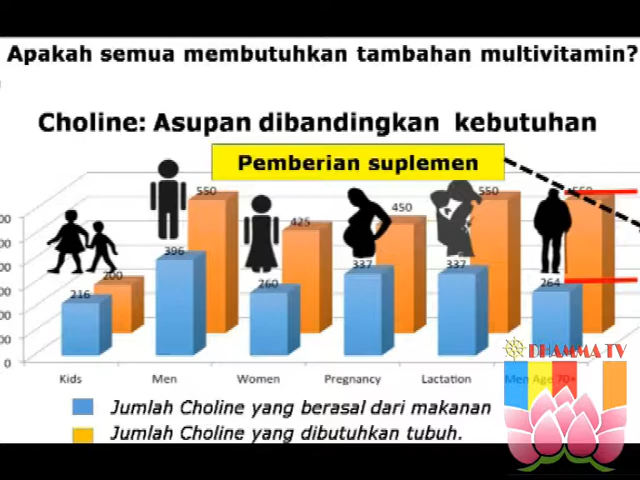 Apakah semua membutuhkan tambahan multivitamin?
Choline: Asupan dibandingkan kebutuhan
Pemberian suplemen
550
550
550
450
425
396
337
337
200
216
260
264
0
Kids
Men
Women
Pregnancy
Lactation
Men Age 70+
DHAMMA TV
Jumlah Choline yang berasal dari makanan
Jumlah Choline yang dibutuhkan tubuh.